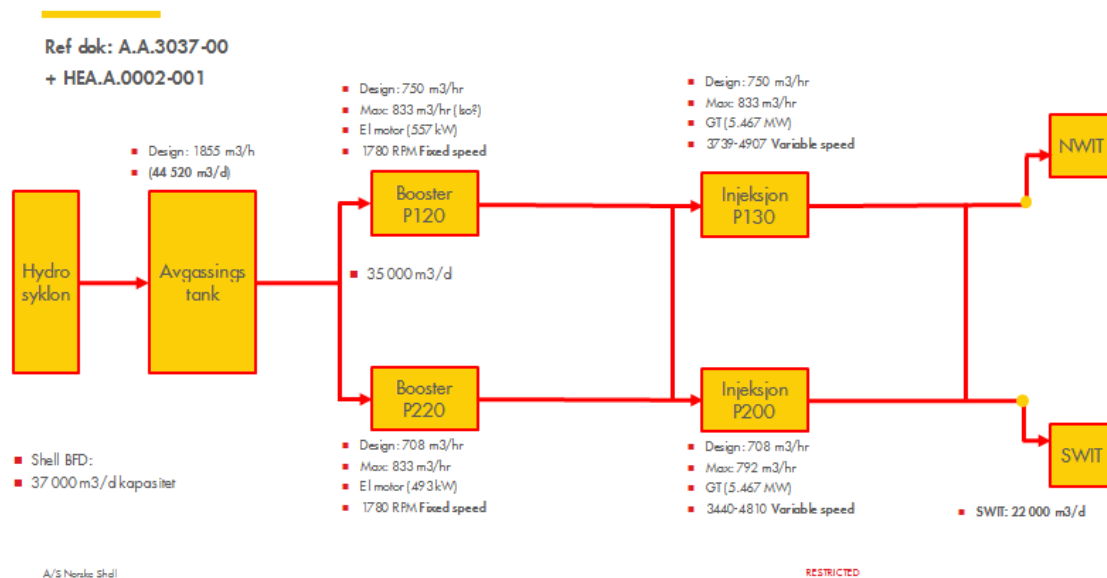 Ref dok: A.A.3037-00
+ HEA.A.0002-001
Design: 1855 m3/h
(44 520 m3/d)
Design: 750 m3/hr
Max: 833 m3/hr (Iso?)
El motor (557 kW)
1780 RPM Fixed speed
Design: 750 m3/hr
Max: 833 m3/hr
GT (5.467 MW)
3739-4907 Variable speed
NWIT
Hydro
syklon
Avgassings
tank
Booster
P120
Injeksjon
P130
35 000 m3/d
Booster
P220
Injeksjon
P200
SWIT
Design: 708 m3/hr
Max: 833 m3/hr
El motor (493 kW)
1780 RPM Fixed speed
Design: 708 m3/hr
Max: 792 m3/hr
GT (5.467 MW)
3440-4810 Variable speed
Shell BFD:
37 000 m3/d kapasitet
SWIT: 22 000 m3/d
A/S Norske Shell
RESTRICTED